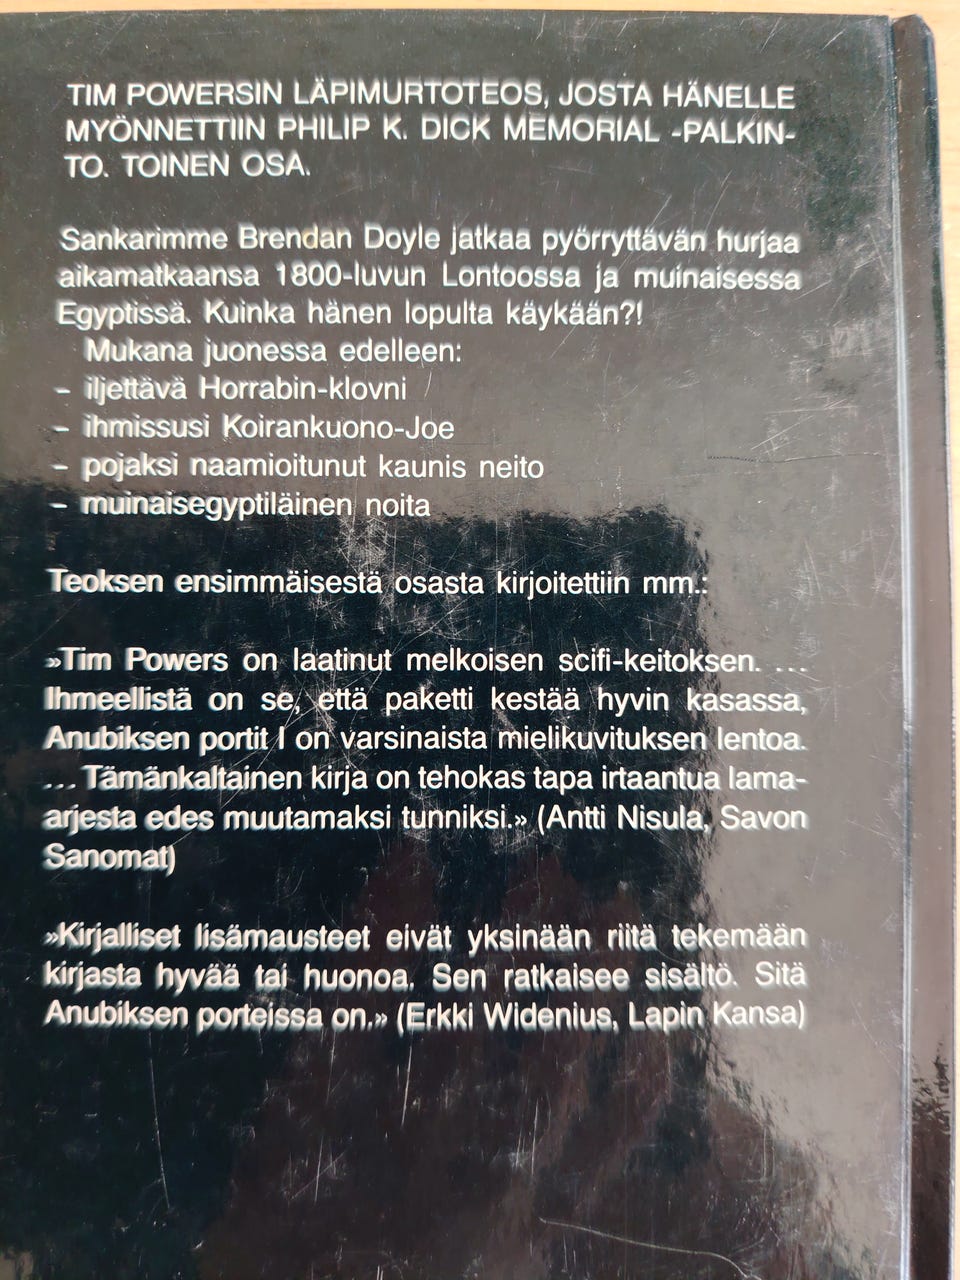 TIM POWERSIN LÄPIMURTOTEOS, JOSTA HÄNELLE
MYÖNNETTIIN PHILIP K. DICK MEMORIAL -PALKIN-
TO. TOINEN OSA.
Sankarimme Brendan Doyle jatkaa pyörryttävän hurjaa
aikamatkaansa 1800-luvun Lontoossa ja muinaisessa
Egyptissä. Kuinka hänen lopulta käykään?!
Mukana juonessa edelleen:
– iljettävä Horrabin-klovni
– ihmissusi Koirankuono-Joe
– pojaksi naamioitunut kaunis neito
– muinaisegyptiläinen noita
Teoksen ensimmäisestä osasta kirjoitettiin mm.:
»Tim Powers on laatinut melkoisen scifi-keitoksen. ...
Ihmeellistä on se, että paketti kestää hyvin kasassa,
Anubiksen portit I on varsinaista mielikuvituksen lentoa.
... Tämänkaltainen kirja on tehokas tapa irtaantua lama-
arjesta edes muutamaksi tunniksi.» (Antti Nisula, Savon
Sanomat)
»Kirjalliset lisämausteet eivät yksinään riitä tekemään
kirjasta hyvää tai huonoa. Sen ratkaisee sisältö. Sitä
Anubiksen porteissa on.» (Erkki Widenius, Lapin Kansa)